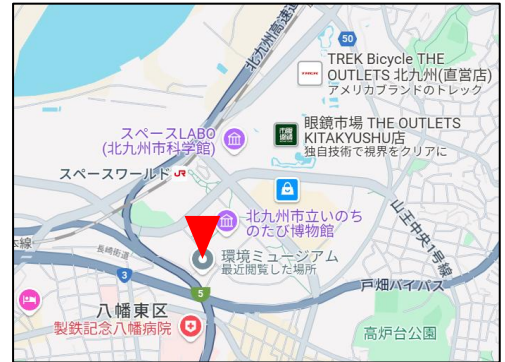 北九州高速道
50
TREK Bicycle THE
OUTLETS 北九州(直営店)
アメリカブランドのトレック
TREK
眼鏡市場 THE OUTLETS
KITAKYUSHU店
独自技術で視界をクリアに
スペースLABO
(北九州市科学館)
スペースワールド JR
北九州市立いのち
のたび博物館
山王中央1号線
本線
長崎街道
環境ミュージアム
最近閲覧した場所
3
5
戸畑バイパス
八幡東区
製鉄記念八幡病院
高炉台公園